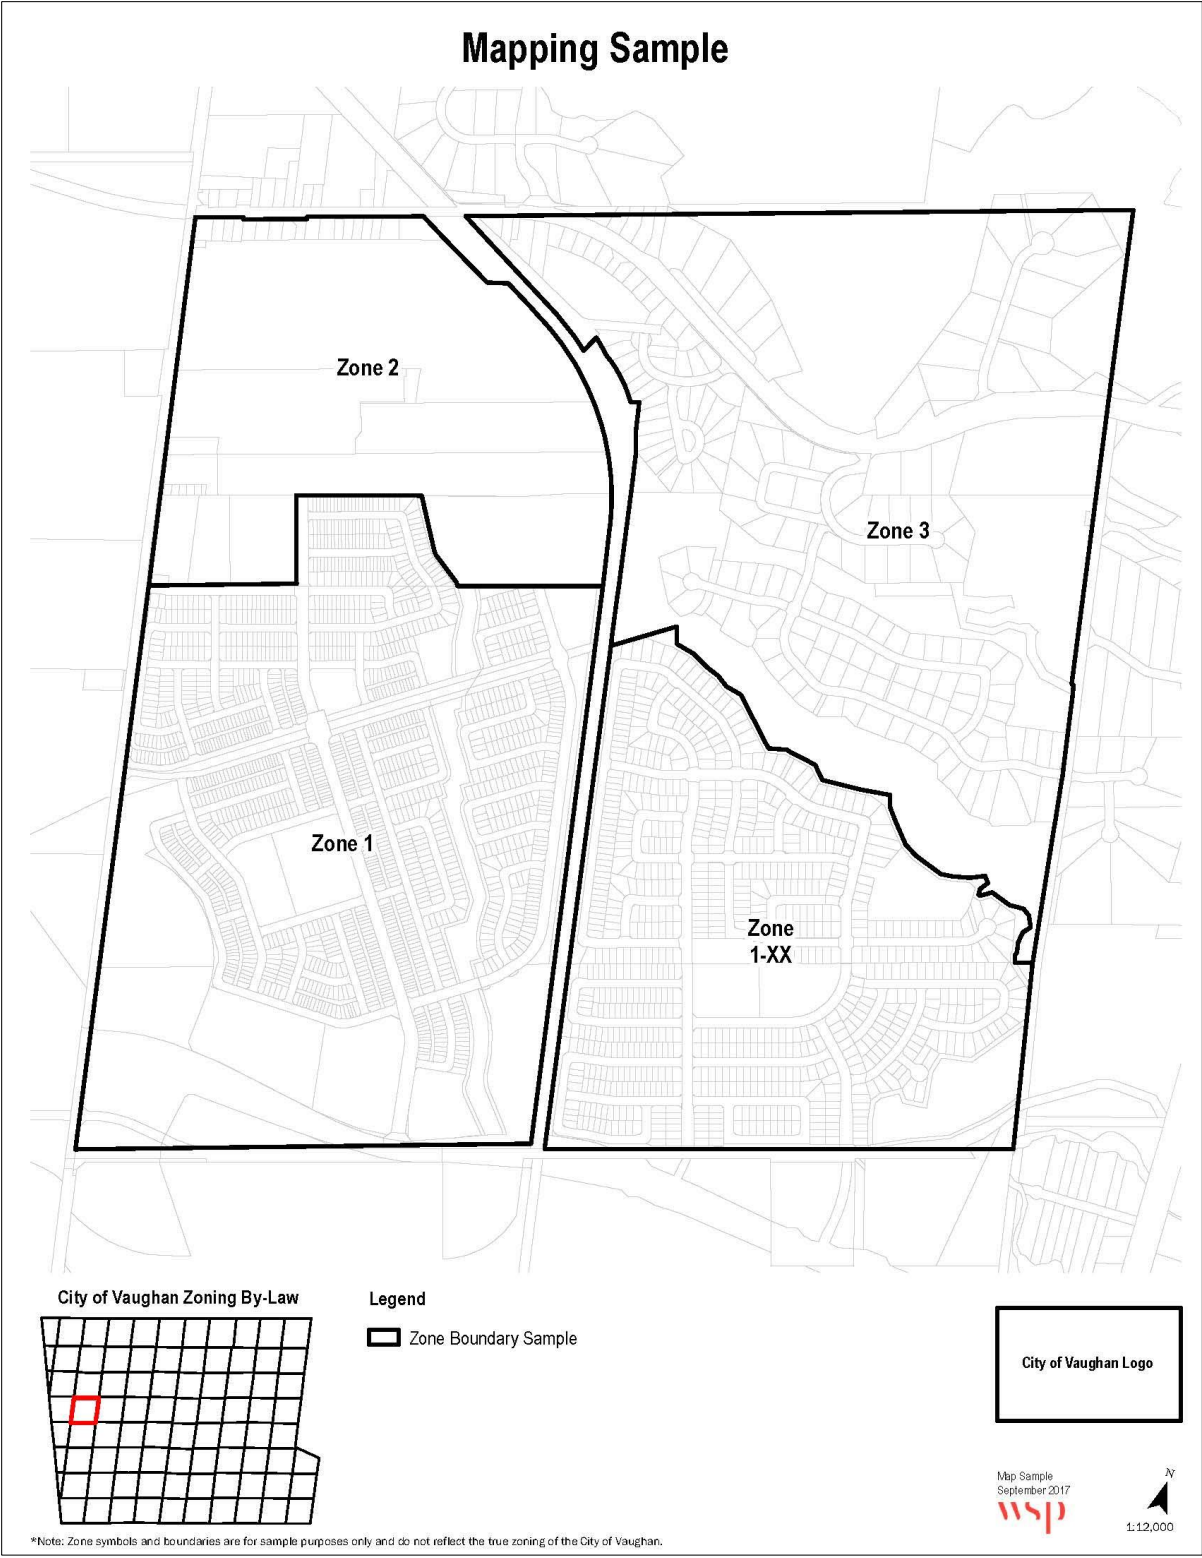 Mapping Sample
Zone 2
Zone 3
Zone 1
Zone
1-XX
City of Vaughan Zoning By-Law
Legend
Zone Boundary Sample
City of Vaughan Logo
Map Sample
September 2017
wsp
N
1:12,000
*Note: Zone symbols and boundaries are for sample purposes only and do not reflect the true zoning of the City of Vaughan.